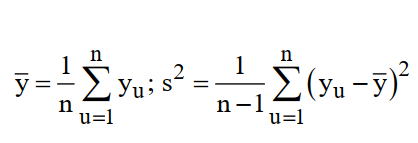 ȳ = 1/n ∑_{u=1}^{n} y_u ; s² = 1/(n−1) ∑_{u=1}^{n} (y_u − ȳ)²